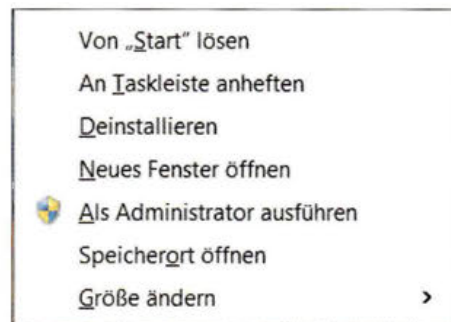 Von „Start“ lösen
An Taskleiste anheften
Deinstallieren
Neues Fenster öffnen
Als Administrator ausführen
Speicherort öffnen
Größe ändern